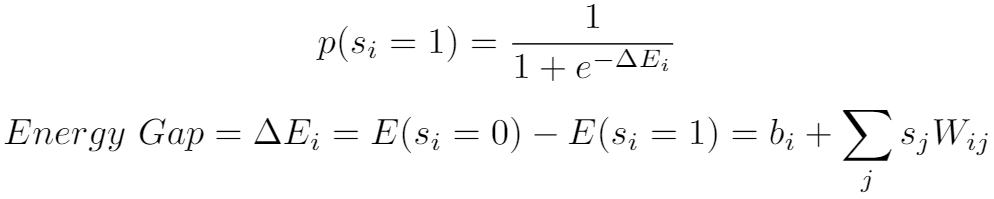 p(s_i = 1) = \frac{1}{1 + e^{-\Delta E_i}}
Energy Gap = \Delta E_i = E(s_i = 0) - E(s_i = 1) = b_i + \sum_j s_j W_{ij}